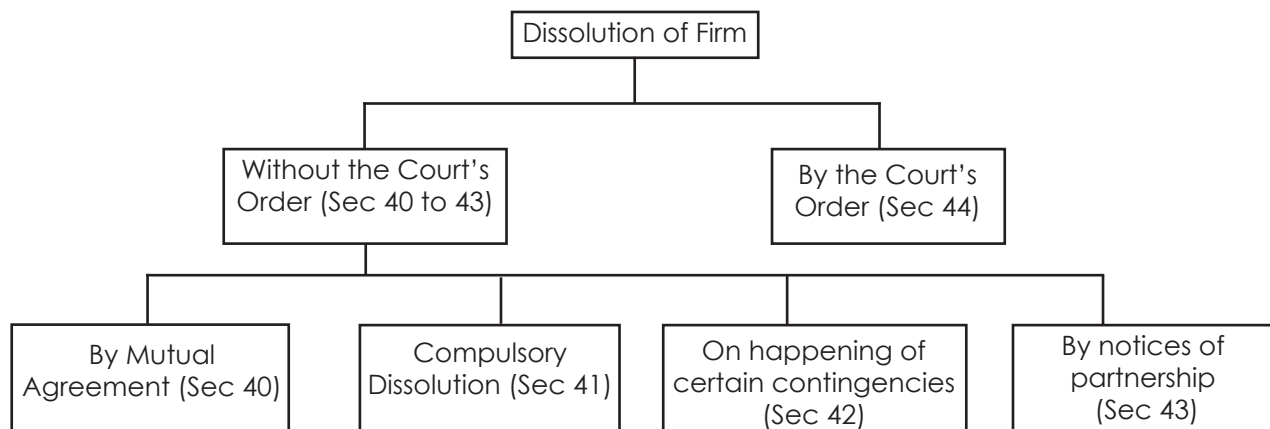 Dissolution of Firm
Without the Court’s
Order (Sec 40 to 43)
By the Court’s
Order (Sec 44)
By Mutual
Agreement (Sec 40)
Compulsory
Dissolution (Sec 41)
On happening of
certain contingencies
(Sec 42)
By notices of
partnership
(Sec 43)